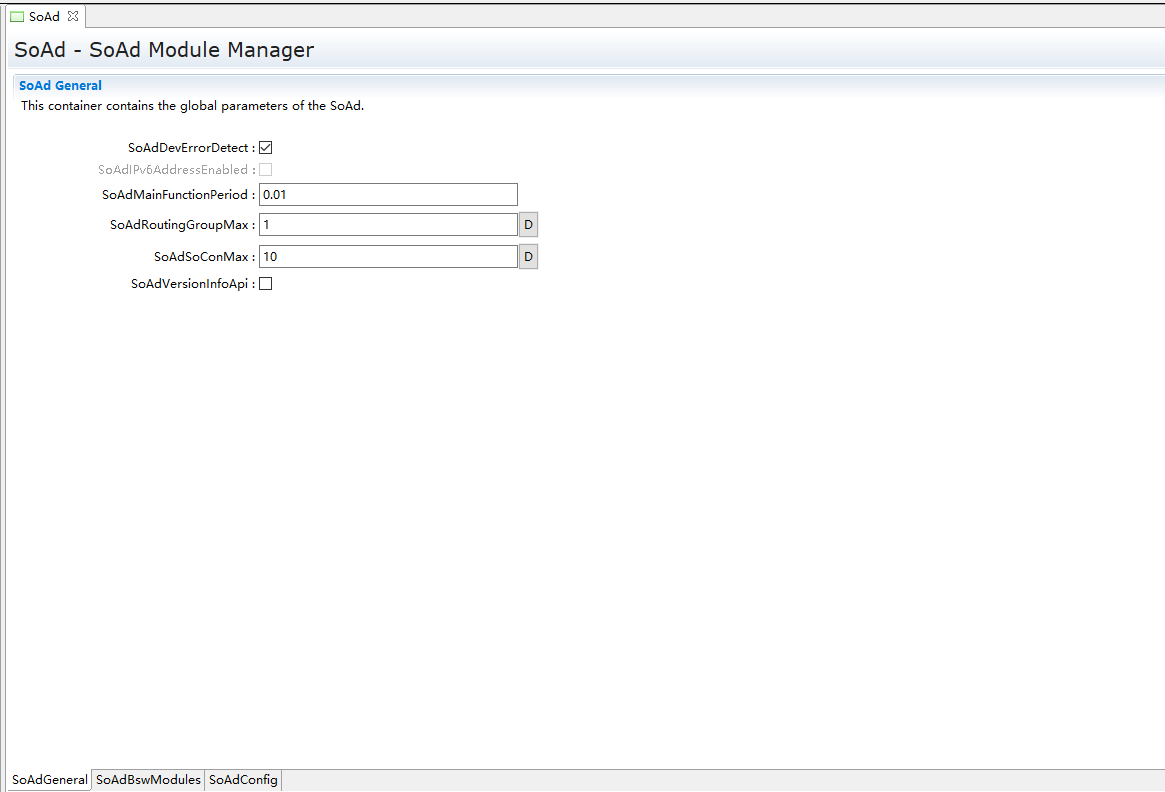 SoAd
SoAd - SoAd Module Manager
SoAd General
This container contains the global parameters of the SoAd.
SoAdDevErrorDetect :
SoAdIPv6AddressEnabled :
SoAdMainFunctionPeriod : 0.01
SoAdRoutingGroupMax : 1 D
SoAdSoConMax : 10 D
SoAdVersionInfoApi :
SoAdGeneral SoAdBswModules SoAdConfig